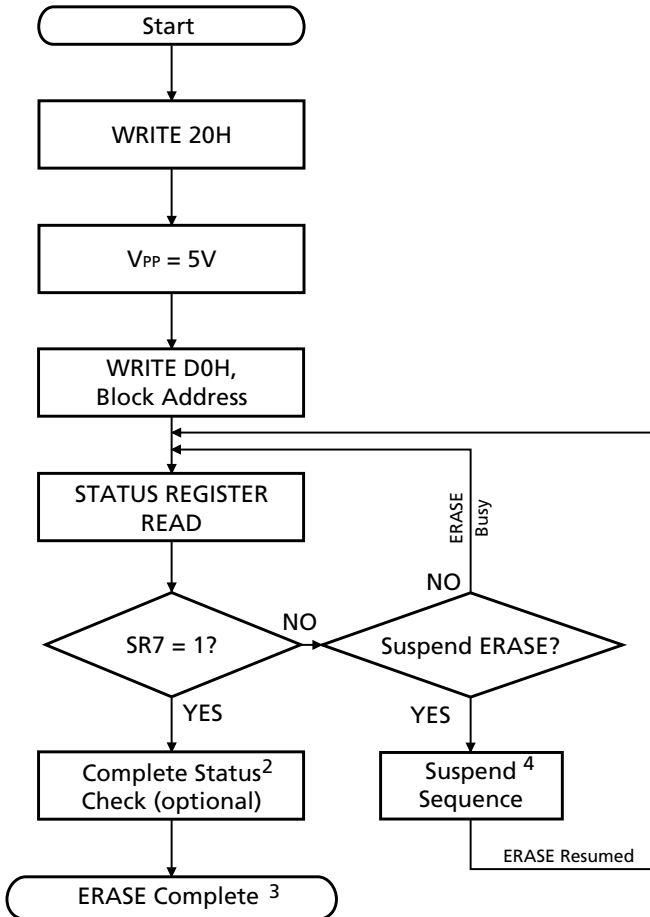 Start
WRITE 20H
VPP = 5V
WRITE D0H,
Block Address
STATUS REGISTER
READ
ERASE
Busy
NO
SR7 = 1?
NO
Suspend ERASE?
YES
YES
Complete Status2
Check (optional)
Suspend 4
Sequence
ERASE Resumed
ERASE Complete 3